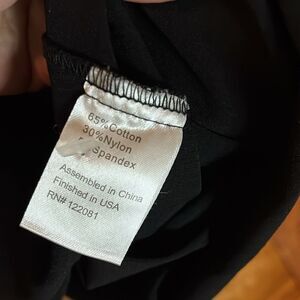 65%Cotton
30%Nylon
Spandex
Assembled in China
Finished in USA
RN# 122081